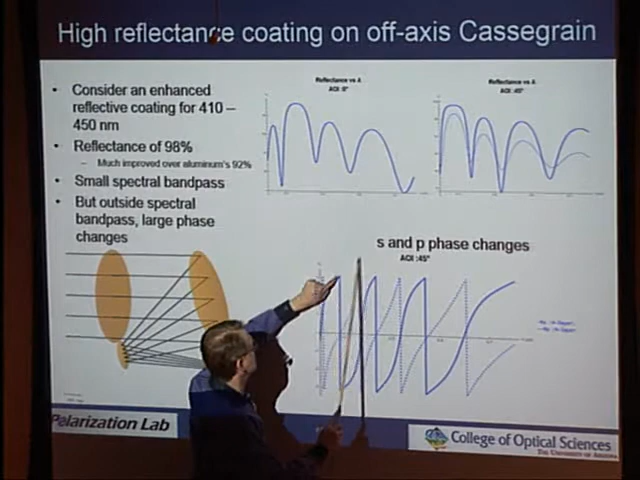 High reflectance coating on off-axis Cassegrain
• Consider an enhanced
reflective coating for 410 –
450 nm
• Reflectance of 98%
– Much improved over aluminum's 92%
• Small spectral bandpass
• But outside spectral
bandpass, large phase
changes
Reflectance vs λ
AOI :0°
Reflectance vs λ
AOI :45°
s and p phase changes
AOI :45°
Polarization Lab
College of Optical Sciences
THE UNIVERSITY OF ARIZONA